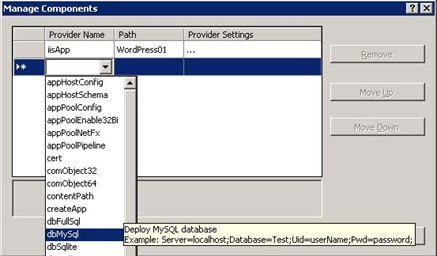 Manage Components
Provider Name Path Provider Settings
iisApp WordPress01 ...
Remove
Move Up
Move Down
appHostConfig
appHostSchema
appPoolConfig
appPoolEnable32Bi
appPoolNetFx
appPoolPipeline
cert
comObject32
comObject64
contentPath
createApp
dbFullSql
dbMySql
dbSqlite
Deploy MySQL database
Example: Server=localhost;Database=Test;Uid=userName;Pwd=password;